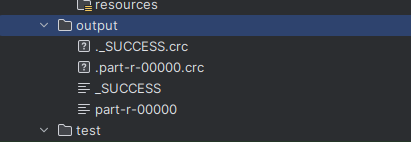 resources
output
._SUCCESS.crc
.part-r-00000.crc
_SUCCESS
part-r-00000
test